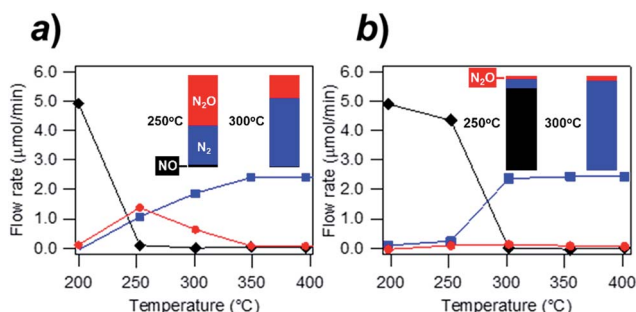 a)
b)
Flow rate (μmol/min)
6.0
5.0
4.0
3.0
2.0
1.0
0.0
200
250
300
350
400
Temperature (°C)
250°C
300°C
N₂O
N₂
NO
Flow rate (μmol/min)
6.0
5.0
4.0
3.0
2.0
1.0
0.0
200
250
300
350
400
Temperature (°C)
N₂O
250°C
300°C